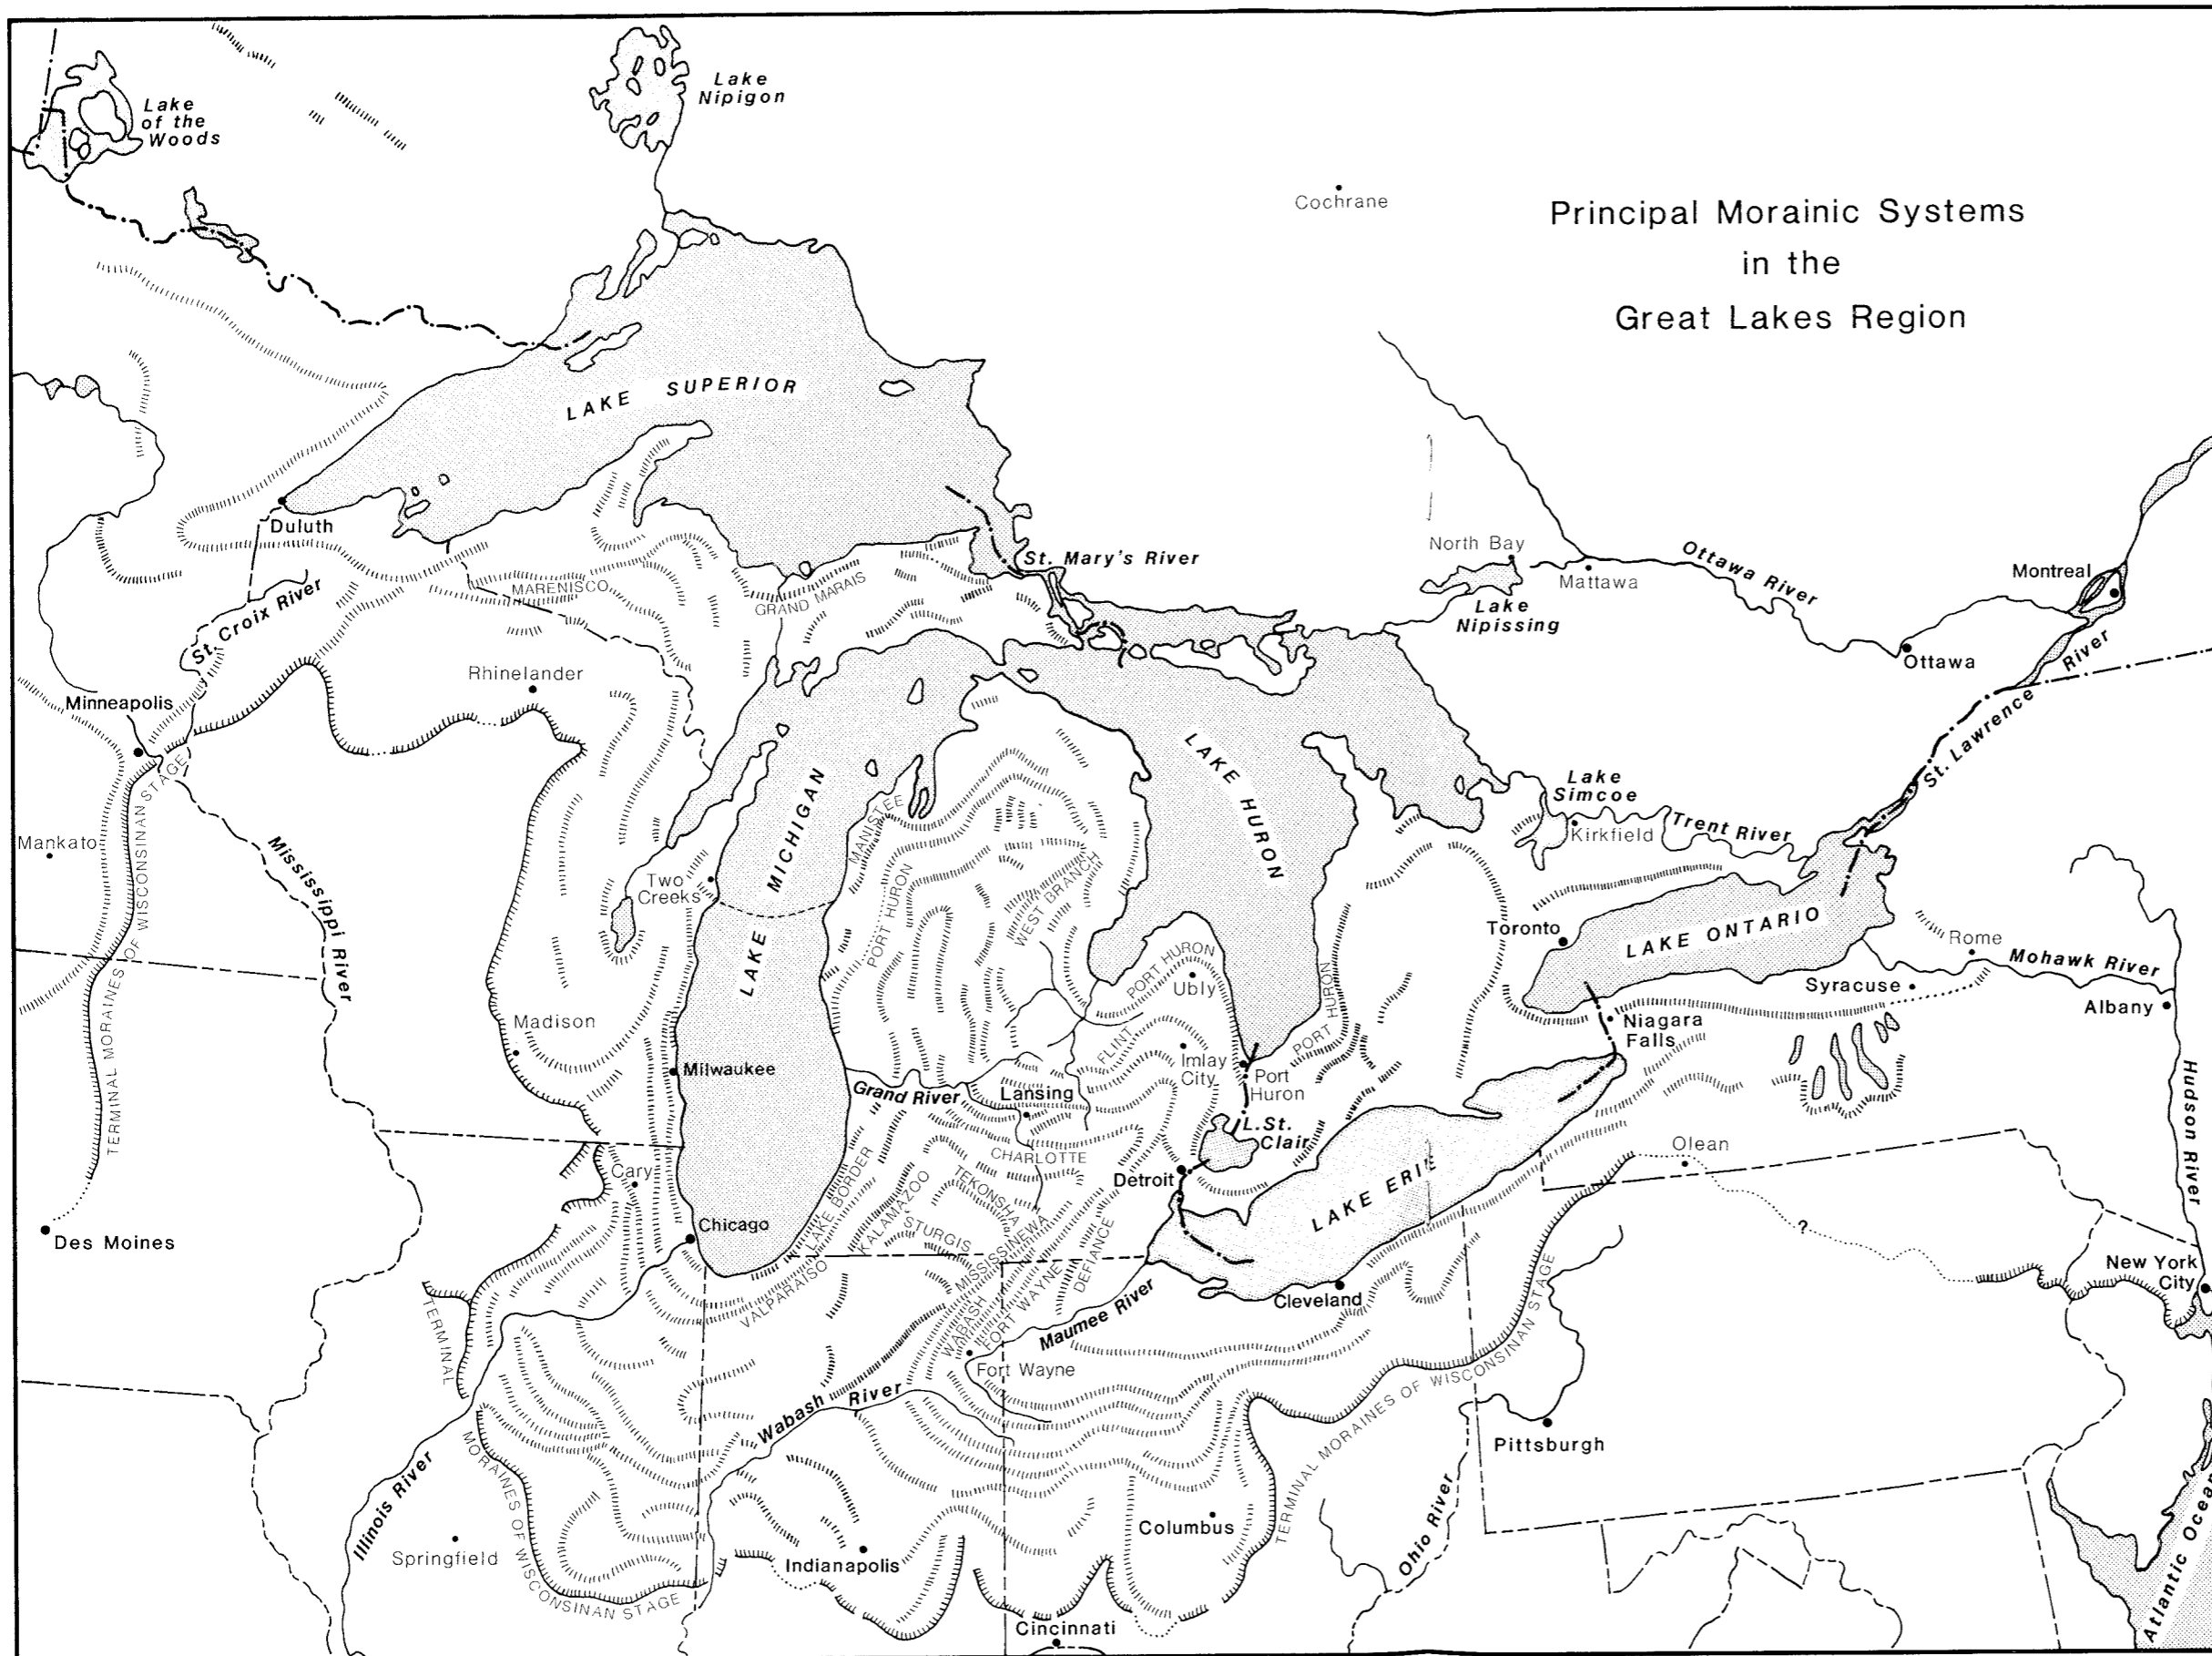 Principal Morainic Systems
in the
Great Lakes Region
Lake
of the
Woods
Lake
Nipigon
Cochrane
LAKE SUPERIOR
Duluth
St. Mary's River
North Bay
Mattawa
Ottawa River
Lake
Nipissing
Montreal
Ottawa
St. Lawrence River
MARENISCO
GRAND MARAIS
St. Croix River
Rhinelander
Minneapolis
Mankato
TERMINAL MORAINES OF WISCONSINAN STAGE
Mississippi River
Des Moines
Two
Creeks
LAKE MICHIGAN
MANISTEE
PORT HURON
WEST BRANCH
LAKE HURON
Lake
Simcoe
Kirkfield
Trent River
Toronto
LAKE ONTARIO
Rome
Mohawk River
Syracuse
Albany
Niagara
Falls
Hudson River
Madison
Milwaukee
PORT HURON
Ubly
PORT HURON
FLINT
Imlay
City
Port
Huron
Grand River
Lansing
L.St.
Clair
CHARLOTTE
Detroit
LAKE ERIE
Olean
Cary
Chicago
LAKE BORDER
KALAMAZOO
TEKONSHA
STURGIS
MISSISSINEWA
VALPARAISO
WABASH
FORT WAYNE
DEFIANCE
Maumee River
Cleveland
?
New York
City
Fort Wayne
Wabash River
TERMINAL
MORAINES OF WISCONSINAN STAGE
TERMINAL MORAINES OF WISCONSINAN STAGE
Pittsburgh
Illinois River
Springfield
Indianapolis
Columbus
Cincinnati
Ohio River
Atlantic Ocean